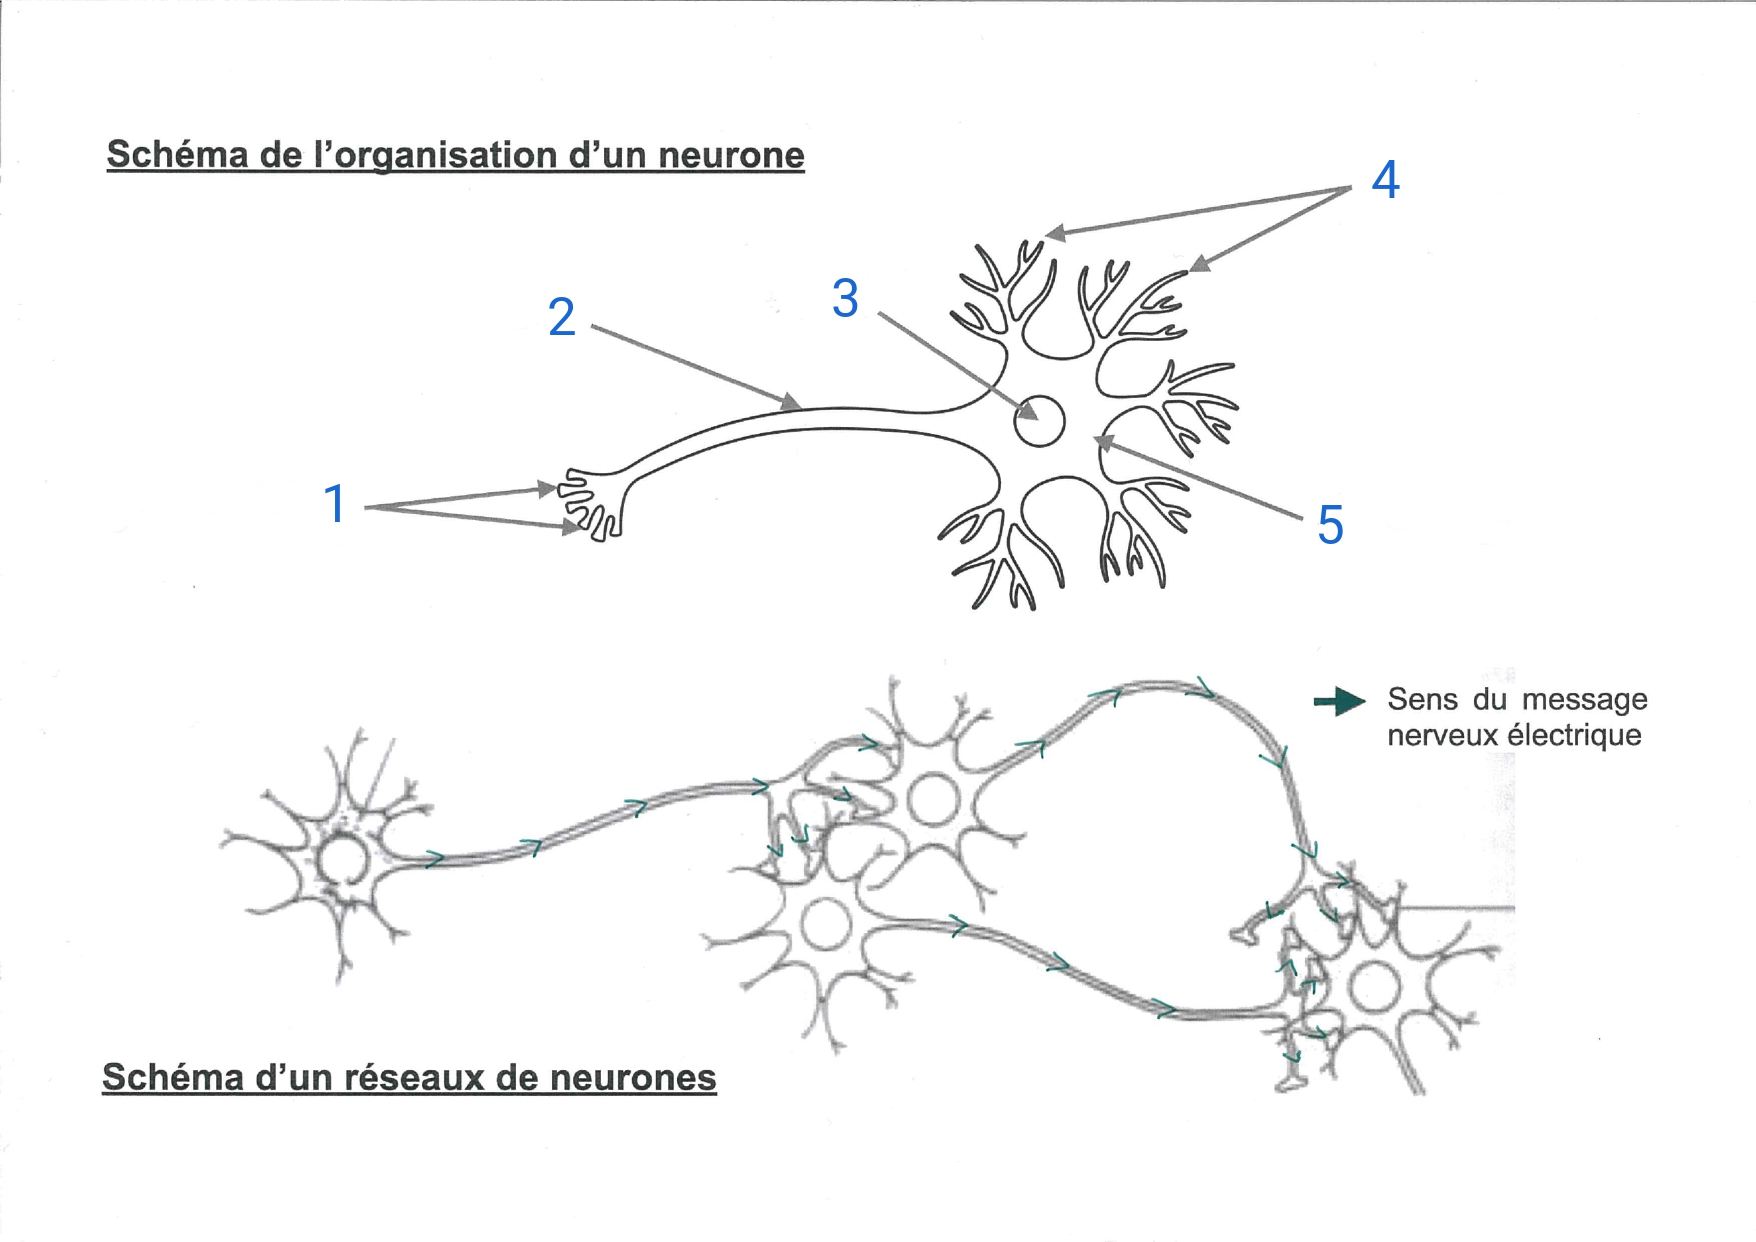 Schéma de l'organisation d'un neurone
4
3
2
1
5
Sens du message
nerveux électrique
Schéma d'un réseaux de neurones